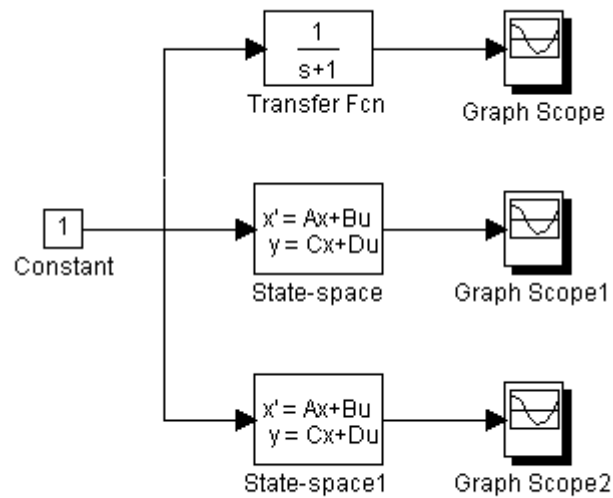 1
s+1
Transfer Fcn
Graph Scope
1
Constant
x'= Ax+Bu
y = Cx+Du
State-space
Graph Scope1
x'= Ax+Bu
y = Cx+Du
State-space1
Graph Scope2